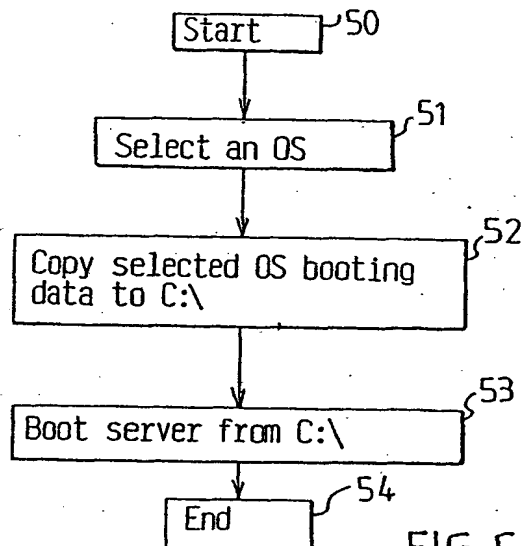 Start
50
51
Select an OS
52
Copy selected OS booting
data to C:\
53
Boot server from C:\
54
End